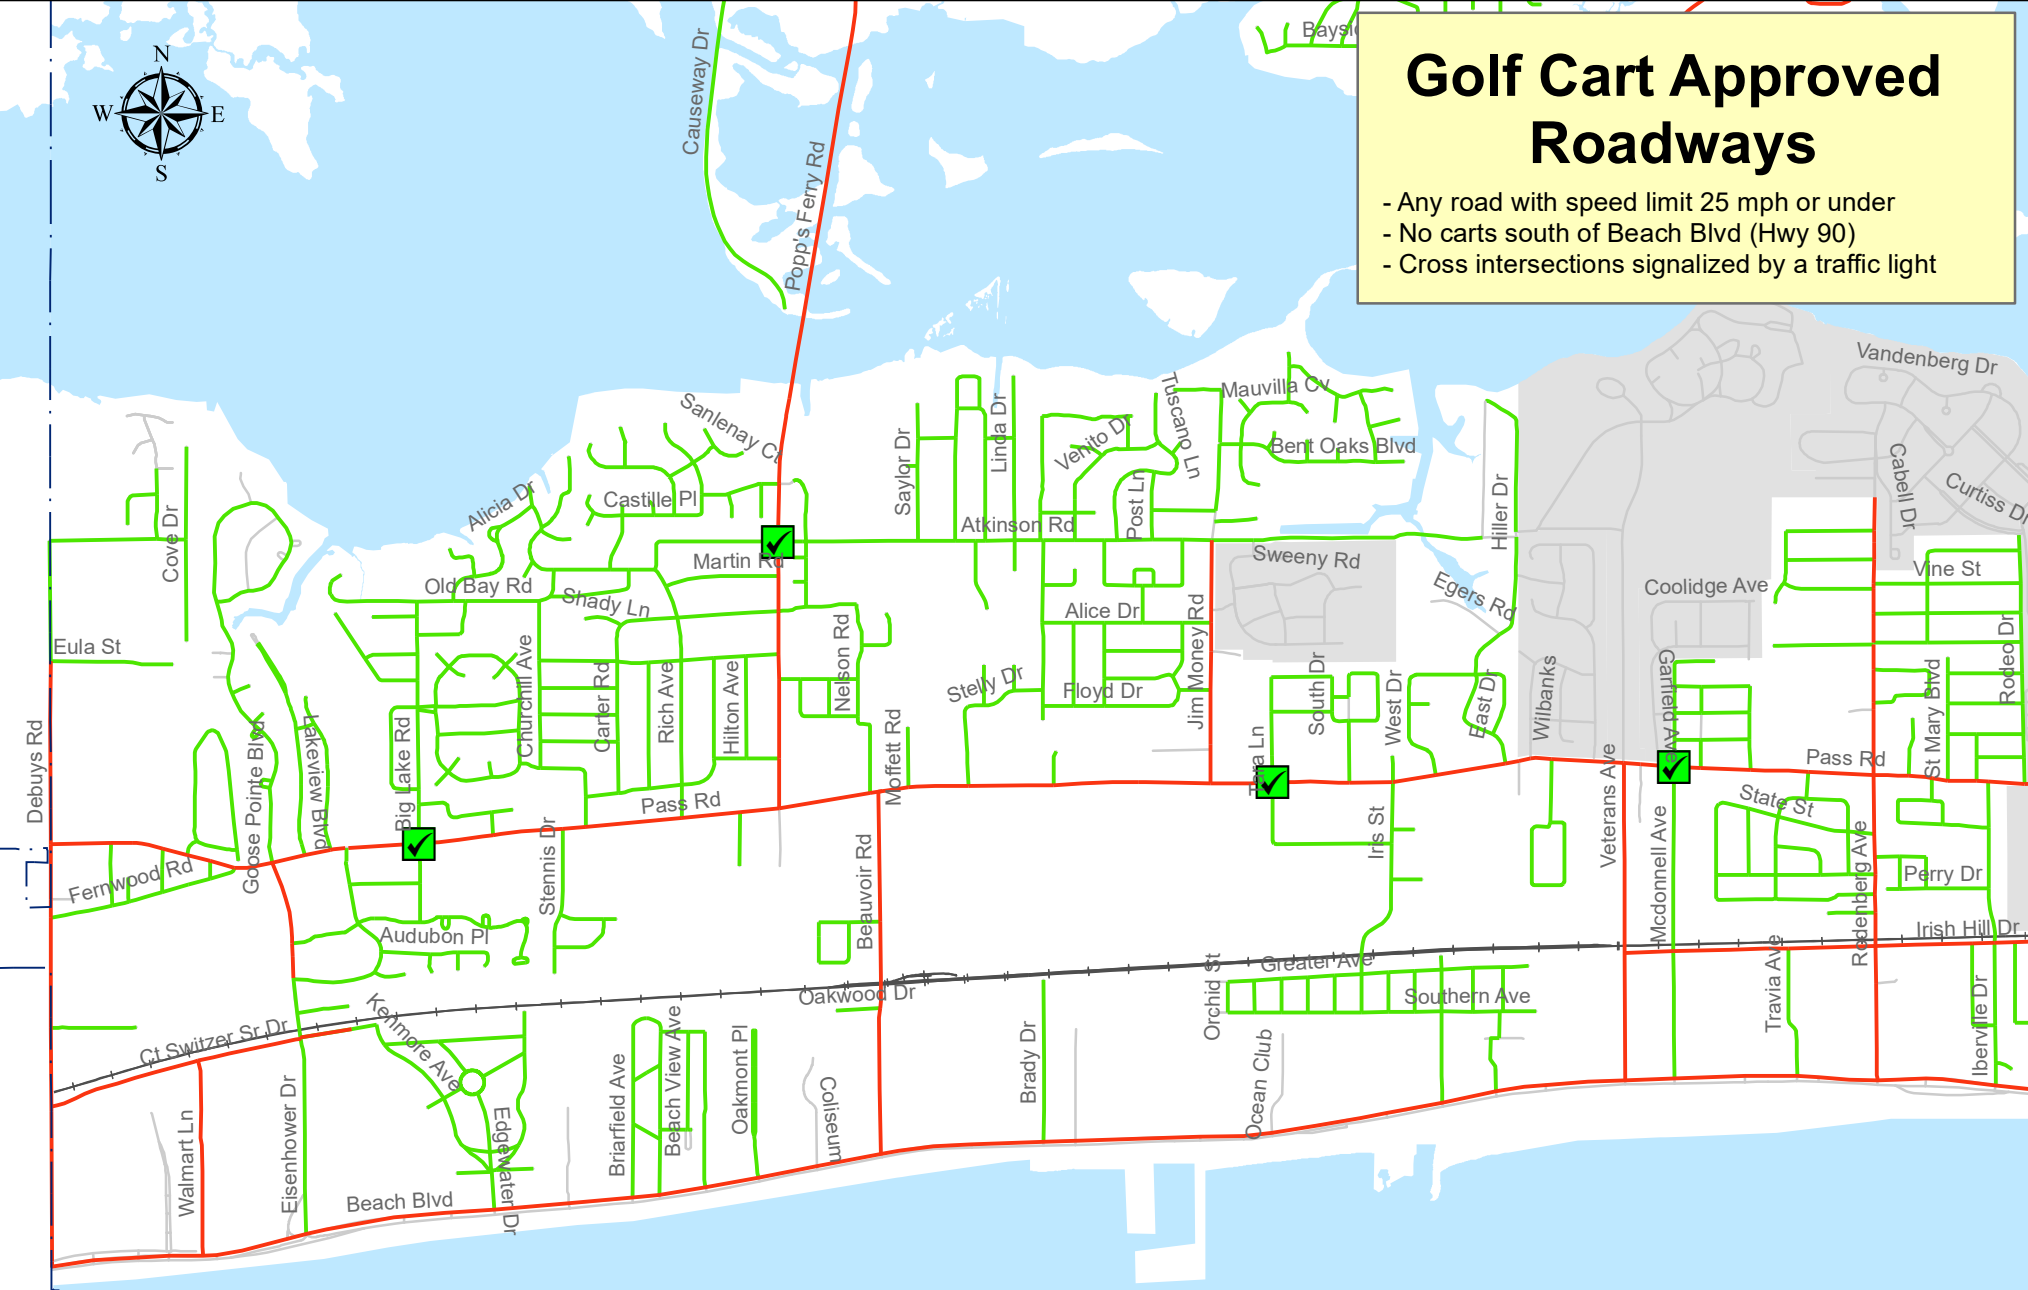 Golf Cart Approved
Roadways
- Any road with speed limit 25 mph or under
- No carts south of Beach Blvd (Hwy 90)
- Cross intersections signalized by a traffic light
N
W
E
S
Causeway Dr
Popp's Ferry Rd
Vandenberg Dr
Cabell Dr
Curtiss Dr
Sanlenay Ct
Saylor Dr
Linda Dr
Venito Dr
Tuscano Ln
Mauvilla Cv
Bent Oaks Blvd
Hiller Dr
Post Ln
Atkinson Rd
Alicia Dr
Castille Pl
Cove Dr
Martin Rd
Old Bay Rd
Shady Ln
Sweeny Rd
Egers Rd
Coolidge Ave
Vine St
Alice Dr
Jim Money Rd
Eula St
Churchill Ave
Carter Rd
Rich Ave
Hilton Ave
Nelson Rd
Stelly Dr
Floyd Dr
South Dr
West Dr
East Dr
Wilbanks
Garfield Ave
St Mary Blvd
Rodeo Dr
Debuys Rd
Goose Pointe Blvd
Lakeview Blvd
Big Lake Rd
Moffett Rd
Tara Ln
Pass Rd
Pass Rd
Veterans Ave
State St
Fernwood Rd
Stennis Dr
Beauvoir Rd
Iris St
Mcdonnell Ave
Rodenberg Ave
Perry Dr
Audubon Pl
Irish Hill Dr
Greater Ave
Orchid St
Southern Ave
Travia Ave
Iberville Dr
Oakwood Dr
Ct Switzer Sr Dr
Kenmore Ave
Briarfield Ave
Beach View Ave
Oakmont Pl
Coliseum
Brady Dr
Ocean Club
Walmart Ln
Eisenhower Dr
Edgewater Dr
Beach Blvd